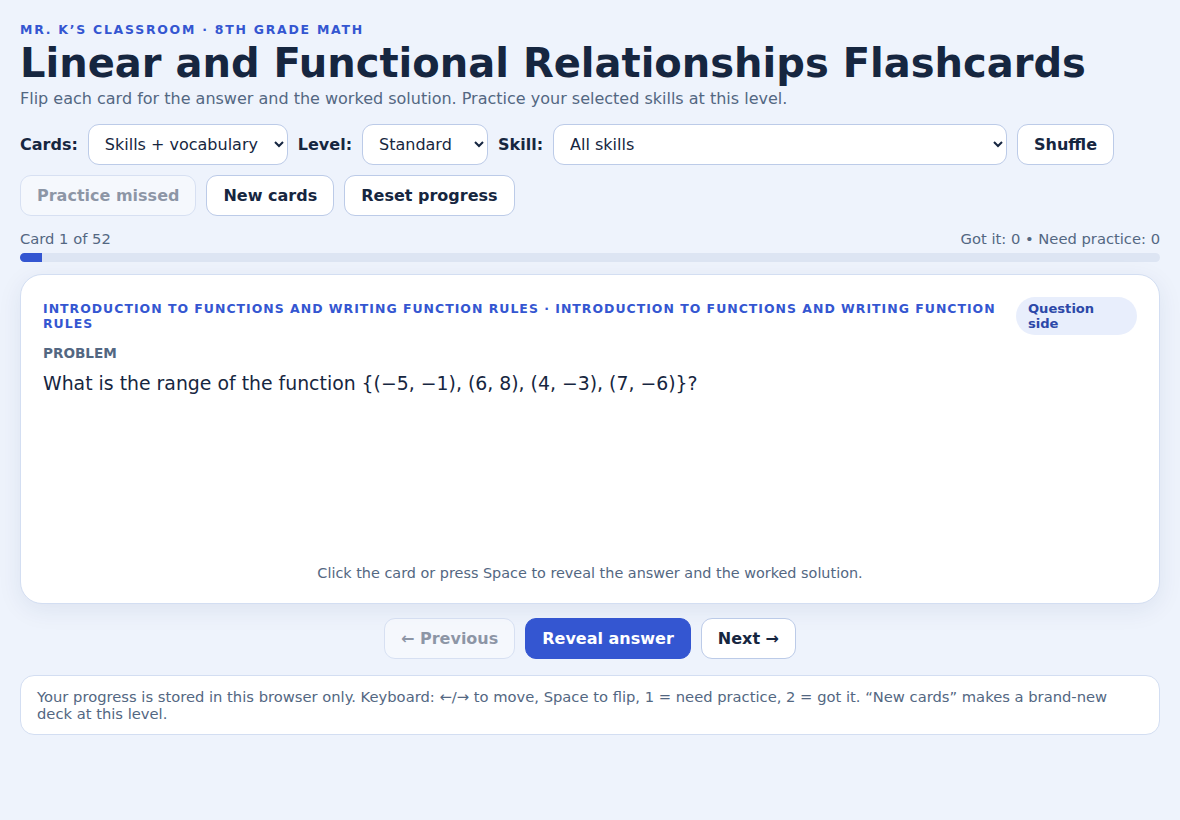 MR. K'S CLASSROOM · 8TH GRADE MATH
Linear and Functional Relationships Flashcards
Flip each card for the answer and the worked solution. Practice your selected skills at this level.
Cards: Skills + vocabulary Level: Standard Skill: All skills Shuffle
Practice missed New cards Reset progress
Card 1 of 52 Got it: 0 • Need practice: 0
INTRODUCTION TO FUNCTIONS AND WRITING FUNCTION RULES · INTRODUCTION TO FUNCTIONS AND WRITING FUNCTION
RULES
Question
side
PROBLEM
What is the range of the function {(−5, −1), (6, 8), (4, −3), (7, −6)}?
Click the card or press Space to reveal the answer and the worked solution.
← Previous Reveal answer Next →
Your progress is stored in this browser only. Keyboard: ←/→ to move, Space to flip, 1 = need practice, 2 = got it. “New cards” makes a brand-new
deck at this level.